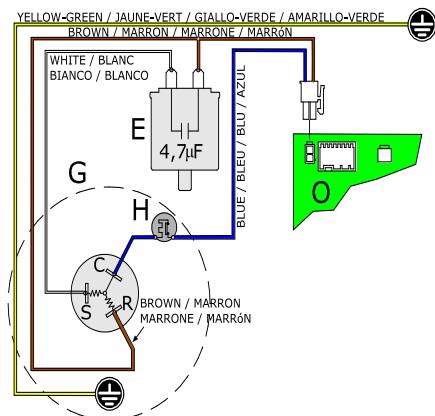 YELLOW-GREEN / JAUNE-VERT / GIALLO-VERDE / AMARILLO-VERDE
BROWN / MARRON / MARRONE / MARRóN
WHITE / BLANC
BIANCO / BLANCO
E
4,7µF
BLUE / BLEU / BLU / AZUL
O
G
H
C
S
R
BROWN / MARRON
MARRONE / MARRóN